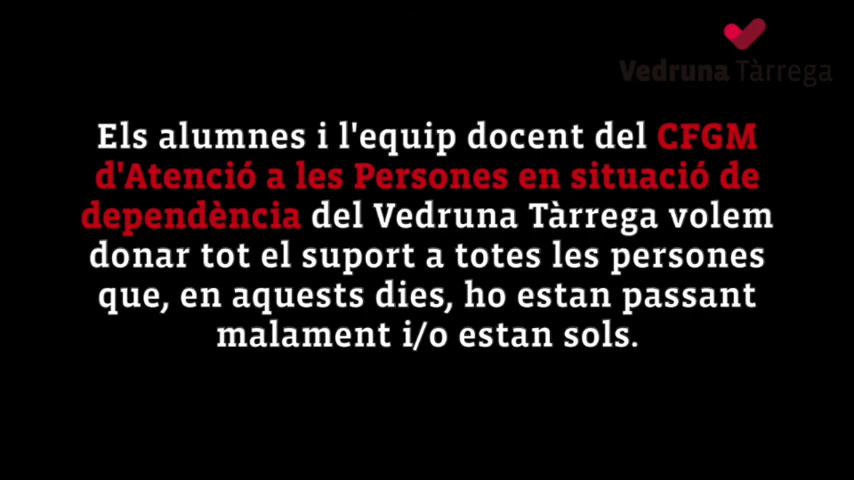 Vedruna Tàrrega
Els alumnes i l'equip docent del CFGM
d'Atenció a les Persones en situació de
dependència del Vedruna Tàrrega volem
donar tot el suport a totes les persones
que, en aquests dies, ho estan passant
malament i/o estan sols.